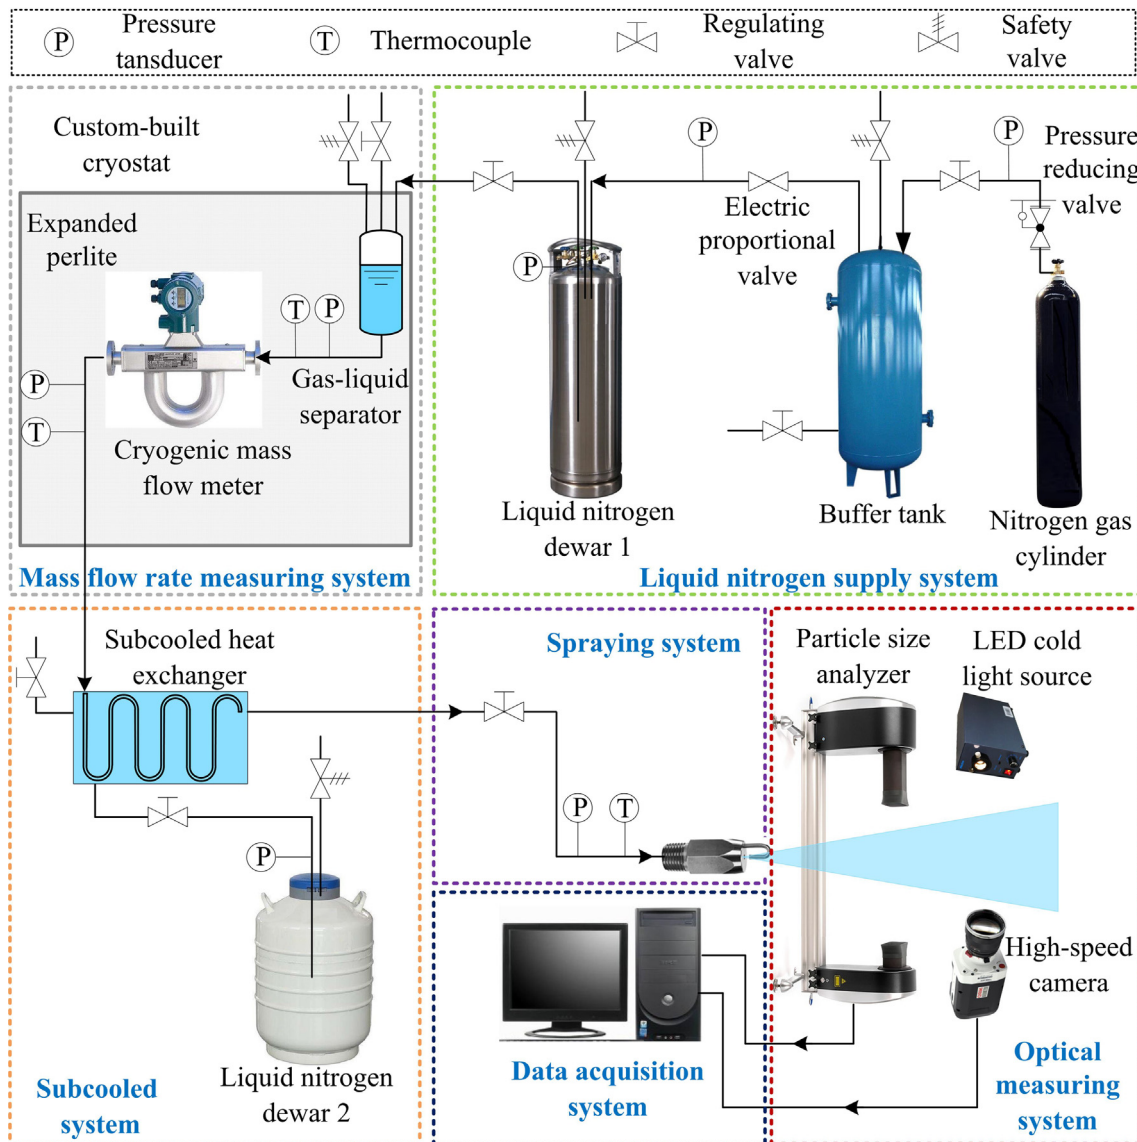 P
Pressure
tansducer
T
Thermocouple
Regulating
valve
Safety
valve
Custom-built
cryostat
Expanded
perlite
T
P
P
T
Gas-liquid
separator
Cryogenic mass
flow meter
Mass flow rate measuring system
P
P
P
Pressure
reducing
valve
Electric
proportional
valve
Liquid nitrogen
dewar 1
Buffer tank
Nitrogen gas
cylinder
Liquid nitrogen supply system
Subcooled heat
exchanger
P
Liquid nitrogen
dewar 2
Subcooled
system
Spraying system
P
T
Particle size
analyzer
LED cold
light source
High-speed
camera
Data acquisition
system
Optical
measuring
system